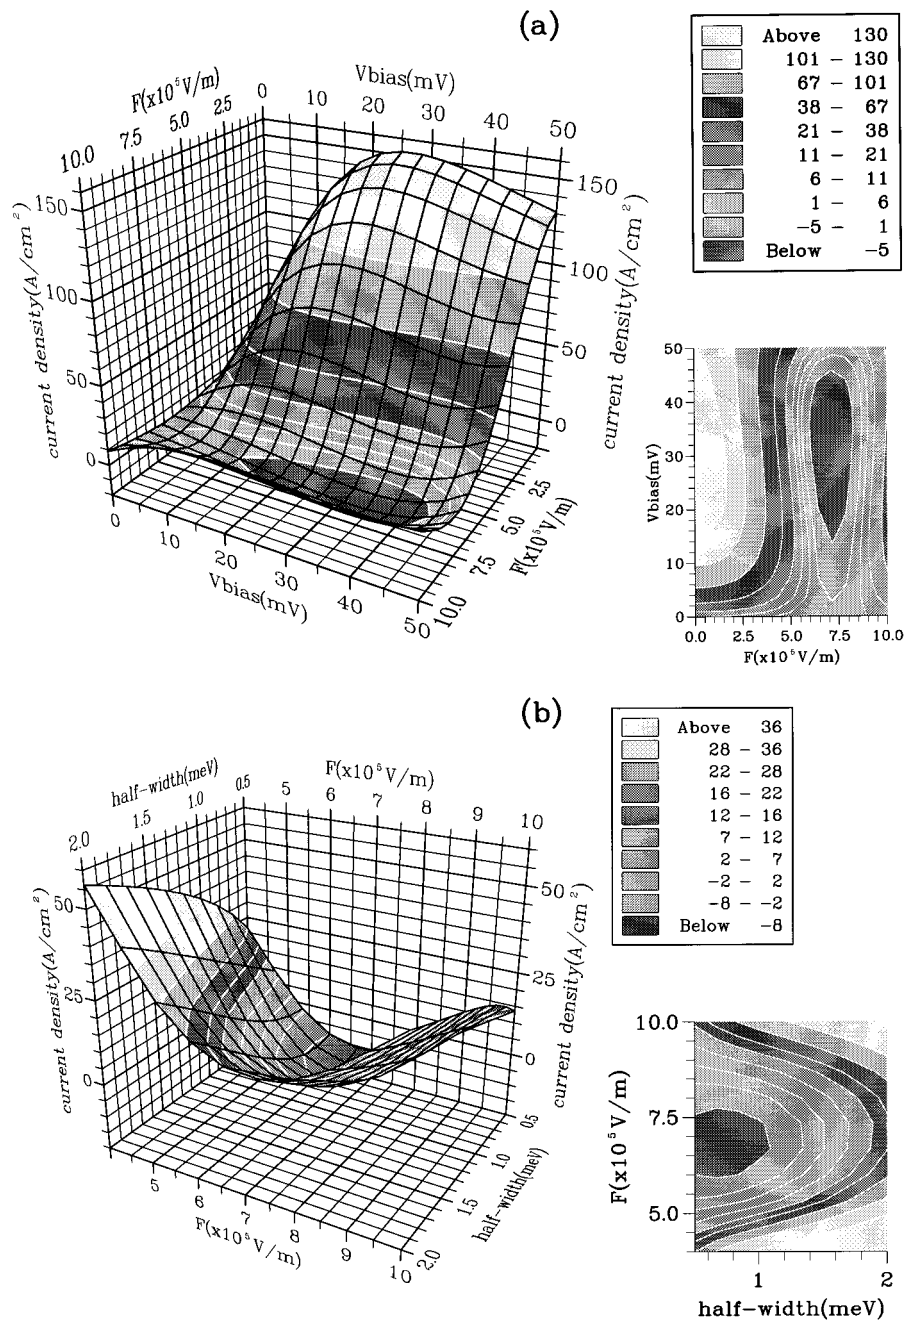 (a)
Above 130
101 – 130
67 – 101
38 – 67
21 – 38
11 – 21
6 – 11
1 – 6
–5 – 1
Below –5
F(x10⁵V/m)
10.0 7.5 5.0 2.5
Vbias(mV)
0 10 20 30 40 50
current density(A/cm²)
150
100
50
0
current density(A/cm²)
150
100
50
0
Vbias(mV)
0 10 20 30 40 50
F(x10⁵V/m)
2.5 5.0 7.5 10.0
Vbias(mV)
50
40
30
20
10
0
0.0 2.5 5.0 7.5 10.0
F(x10⁵V/m)
(b)
Above 36
28 – 36
22 – 28
16 – 22
12 – 16
7 – 12
2 – 7
–2 – 2
–8 – –2
Below –8
half–width(meV)
2.0 1.5 1.0 0.5
F(x10⁵V/m)
5 6 7 8 9 10
current density(A/cm²)
50
25
0
current density(A/cm²)
50
25
0
F(x10⁵V/m)
5 6 7 8 9 10
half–width(meV)
0.5 1.0 1.5 2.0
F(x10⁵V/m)
10.0
7.5
5.0
1 2
half–width(meV)